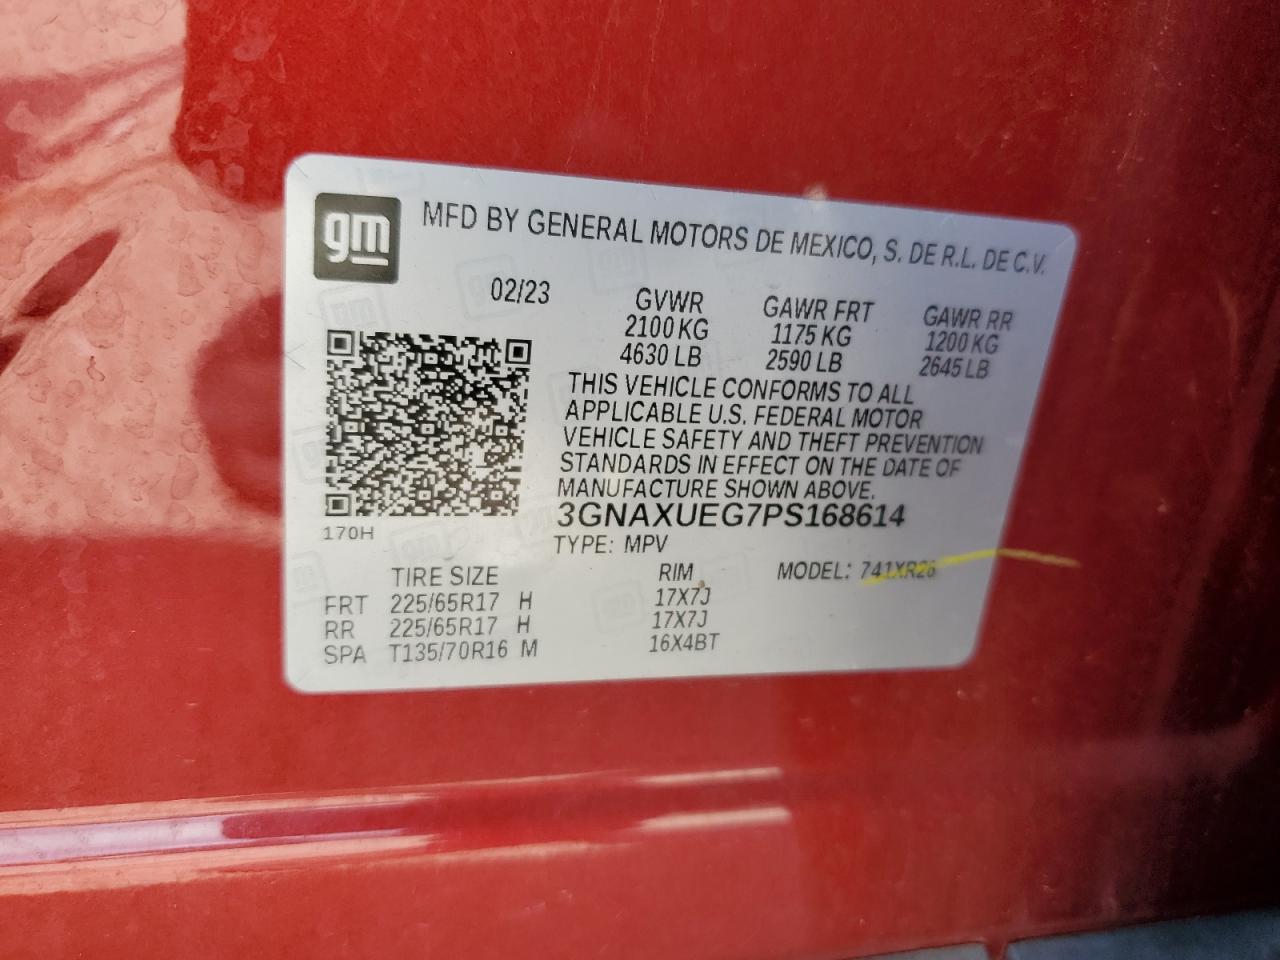 gm MFD BY GENERAL MOTORS DE MEXICO, S. DE R.L. DE C.V.
02/23 GVWR GAWR FRT GAWR RR
2100 KG 1175 KG 1200 KG
4630 LB 2590 LB 2645 LB
THIS VEHICLE CONFORMS TO ALL
APPLICABLE U.S. FEDERAL MOTOR
VEHICLE SAFETY AND THEFT PREVENTION
STANDARDS IN EFFECT ON THE DATE OF
MANUFACTURE SHOWN ABOVE.
3GNAXUEG7PS168614
170H
TYPE: MPV
TIRE SIZE RIM MODEL: 741XR26
FRT 225/65R17 H 17X7J
RR 225/65R17 H 17X7J
SPA T135/70R16 M 16X4BT